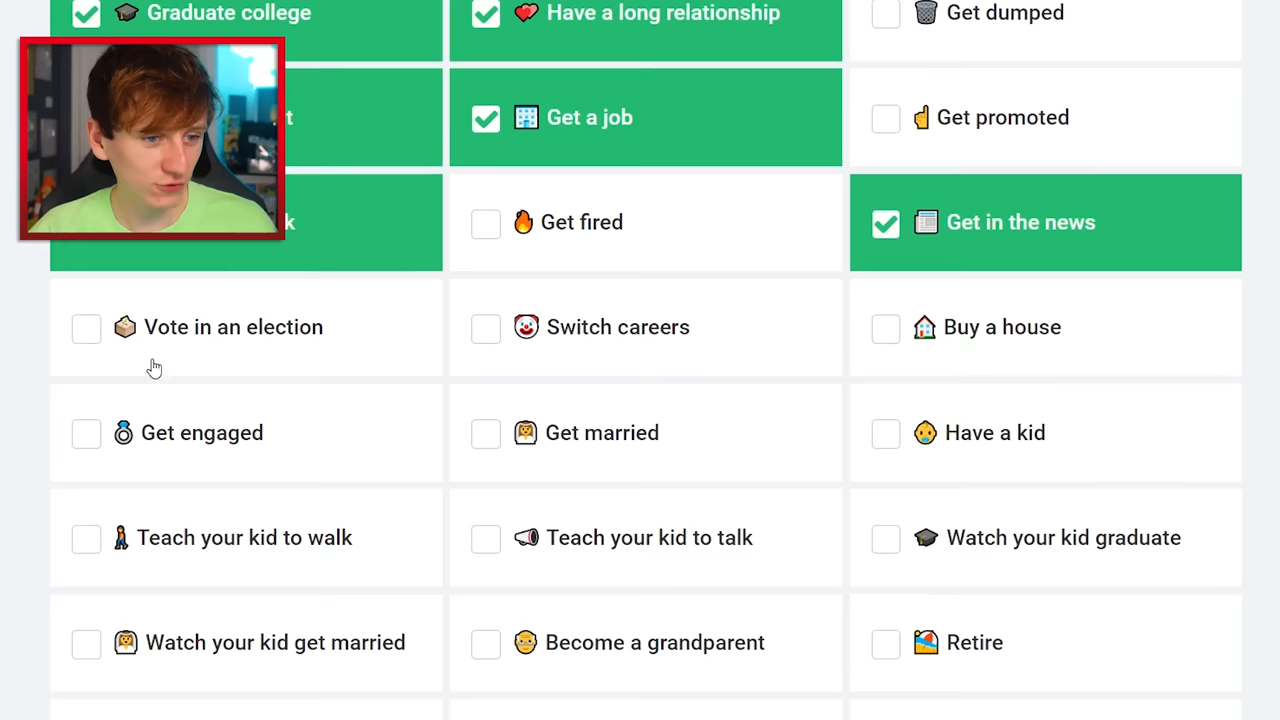 Graduate college
Have a long relationship
Get dumped
t
Get a job
Get promoted
k
Get fired
Get in the news
Vote in an election
Switch careers
Buy a house
Get engaged
Get married
Have a kid
Teach your kid to walk
Teach your kid to talk
Watch your kid graduate
Watch your kid get married
Become a grandparent
Retire